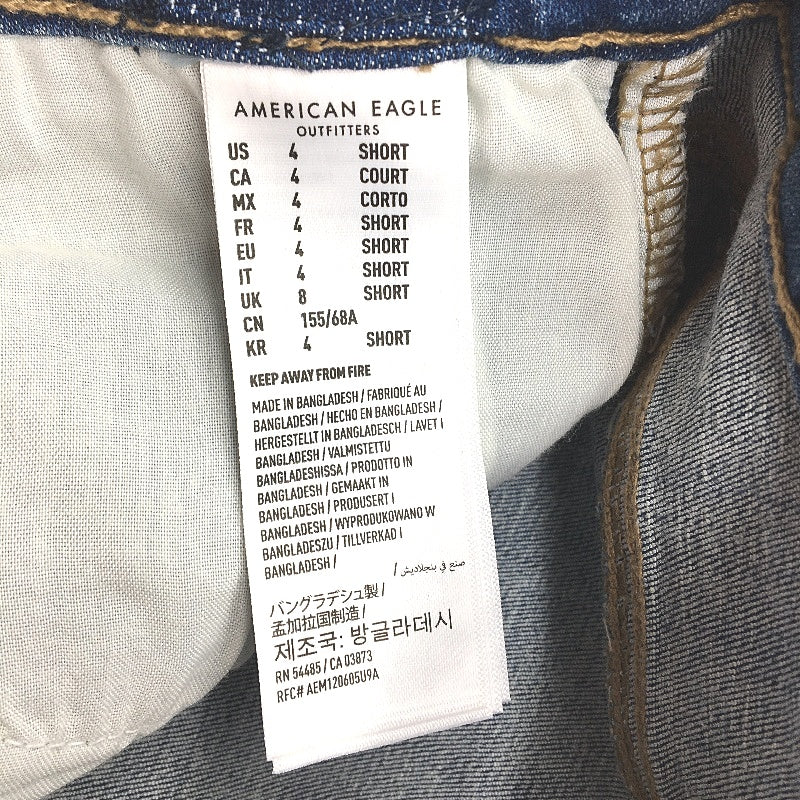 AMERICAN EAGLE
OUTFITTERS
US 4 SHORT
CA 4 COURT
MX 4 CORTO
FR 4 SHORT
EU 4 SHORT
IT 4 SHORT
UK 8 SHORT
CN 155/68A
KR 4 SHORT
KEEP AWAY FROM FIRE
MADE IN BANGLADESH / FABRIQUÉ AU
BANGLADESH / HECHO EN BANGLADESH /
HERGESTELLT IN BANGLADESCH / LAVET I
BANGLADESH / VALMISTETTU
BANGLADESHISSA / PRODOTTO IN
BANGLADESH / GEMAAKT IN
BANGLADESH / PRODUSERT I
BANGLADESH / WYPRODUKOWANO W
BANGLADESZU / TILLVERKAD I
BANGLADESH /
صنع في بنجلاديش /
バングラデシュ製 /
孟加拉国制造 /
제조국: 방글라데시
RN 54485 / CA 03873
RFC# AEM120605U9A